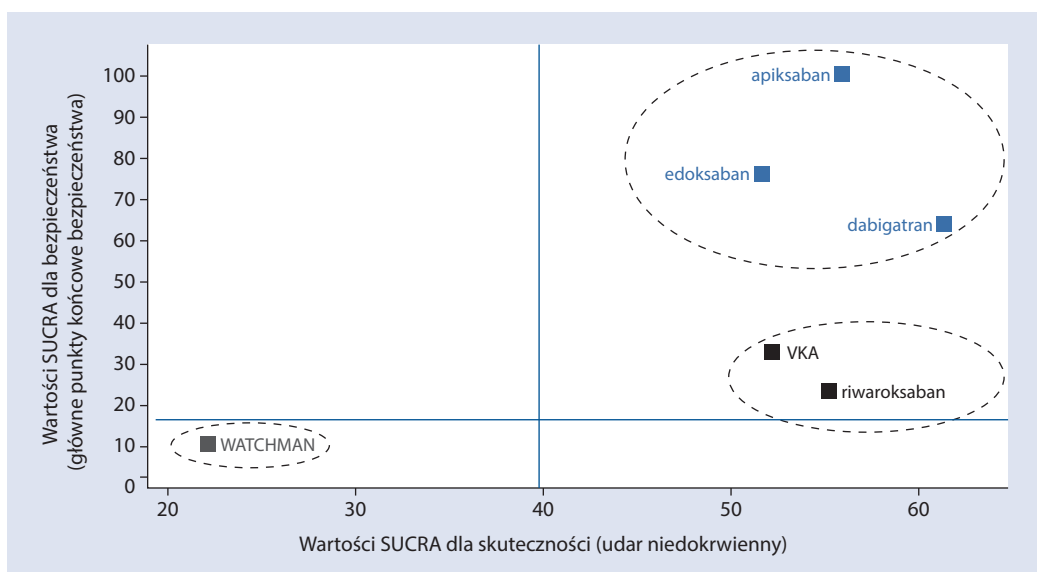 Wartości SUCRA dla bezpieczeństwa
(główne punkty końcowe bezpieczeństwa)
100
90
80
70
60
50
40
30
20
10
0
apiksaban
edoksaban
dabigatran
VKA
riwaroksaban
WATCHMAN
20
30
40
50
60
Wartości SUCRA dla skuteczności (udar niedokrwienny)